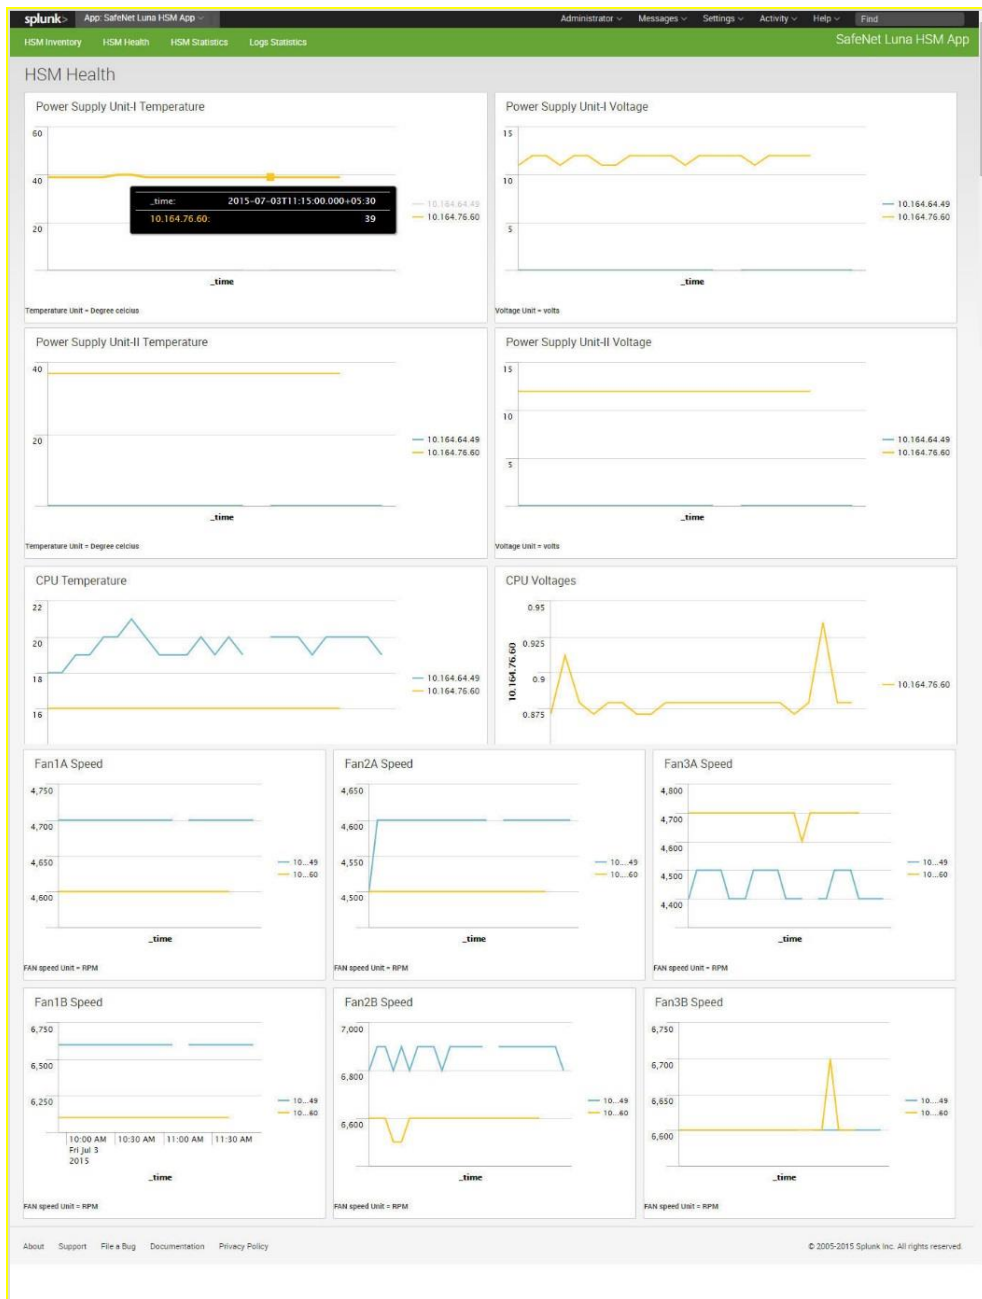 splunk> App: SafeNet Luna HSM App Administrator Messages Settings Activity Help Find
HSM Inventory HSM Health HSM Statistics Logs Statistics SafeNet Luna HSM App
HSM Health
Power Supply Unit-I Temperature
60
40
20
_time: 2015-07-03T11:15:00.000+05:30
10.164.76.60: 39
10.164.64.49
10.164.76.60
_time
Temperature Unit = Degree celcius
Power Supply Unit-I Voltage
15
10
5
10.164.64.49
10.164.76.60
_time
Voltage Unit = volts
Power Supply Unit-II Temperature
40
20
10.164.64.49
10.164.76.60
_time
Temperature Unit = Degree celcius
Power Supply Unit-II Voltage
15
10
5
10.164.64.49
10.164.76.60
_time
Voltage Unit = volts
CPU Temperature
22
20
18
16
10.164.64.49
10.164.76.60
CPU Voltages
10.164.76.60
0.95
0.925
0.9
0.875
10.164.76.60
Fan1A Speed
4,750
4,700
4,650
4,600
10...49
10...60
_time
FAN speed Unit = RPM
Fan2A Speed
4,650
4,600
4,550
4,500
10...49
10...60
_time
FAN speed Unit = RPM
Fan3A Speed
4,800
4,700
4,600
4,500
4,400
10...49
10...60
_time
FAN speed Unit = RPM
Fan1B Speed
6,750
6,500
6,250
10...49
10...60
10:00 AM 10:30 AM 11:00 AM 11:30 AM
Fri Jul 3
2015
_time
FAN speed Unit = RPM
Fan2B Speed
7,000
6,800
6,600
10...49
10...60
_time
FAN speed Unit = RPM
Fan3B Speed
6,750
6,700
6,650
6,600
10...49
10...60
_time
FAN speed Unit = RPM
About Support File a Bug Documentation Privacy Policy © 2005-2015 Splunk Inc. All rights reserved.